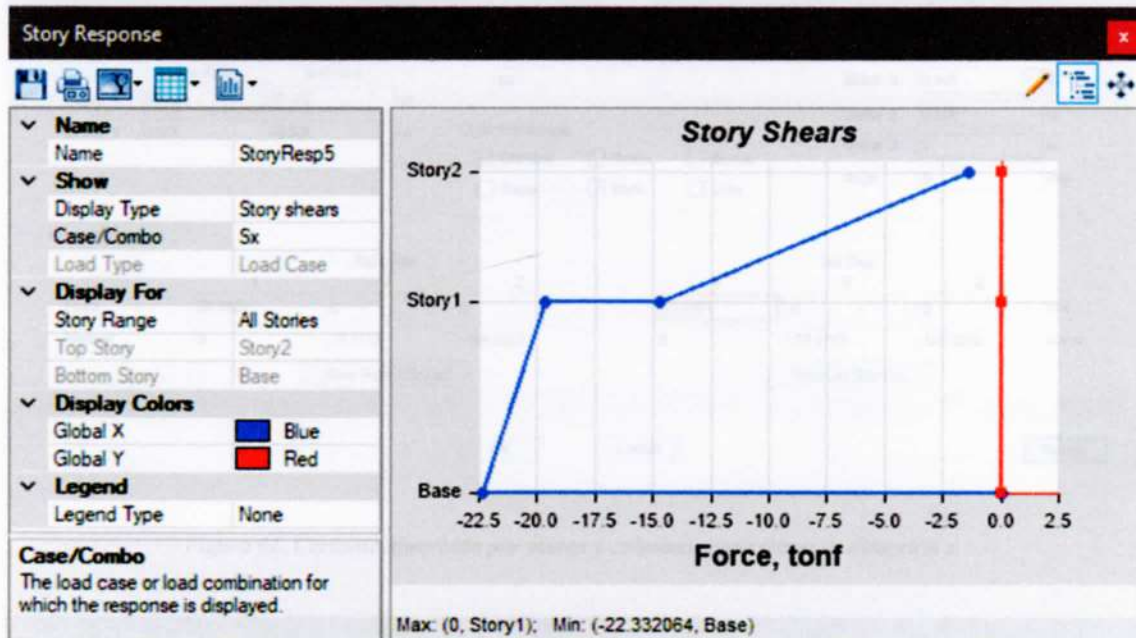 Story Response
Name
Name StoryResp5
Show
Display Type Story shears
Case/Combo Sx
Load Type Load Case
Display For
Story Range All Stories
Top Story Story2
Bottom Story Base
Display Colors
Global X Blue
Global Y Red
Legend
Legend Type None
Case/Combo
The load case or load combination for
which the response is displayed.
Story Shears
Story2
Story1
Base
-22.5 -20.0 -17.5 -15.0 -12.5 -10.0 -7.5 -5.0 -2.5 0.0 2.5
Force, tonf
Max: (0, Story1); Min: (-22.332064, Base)